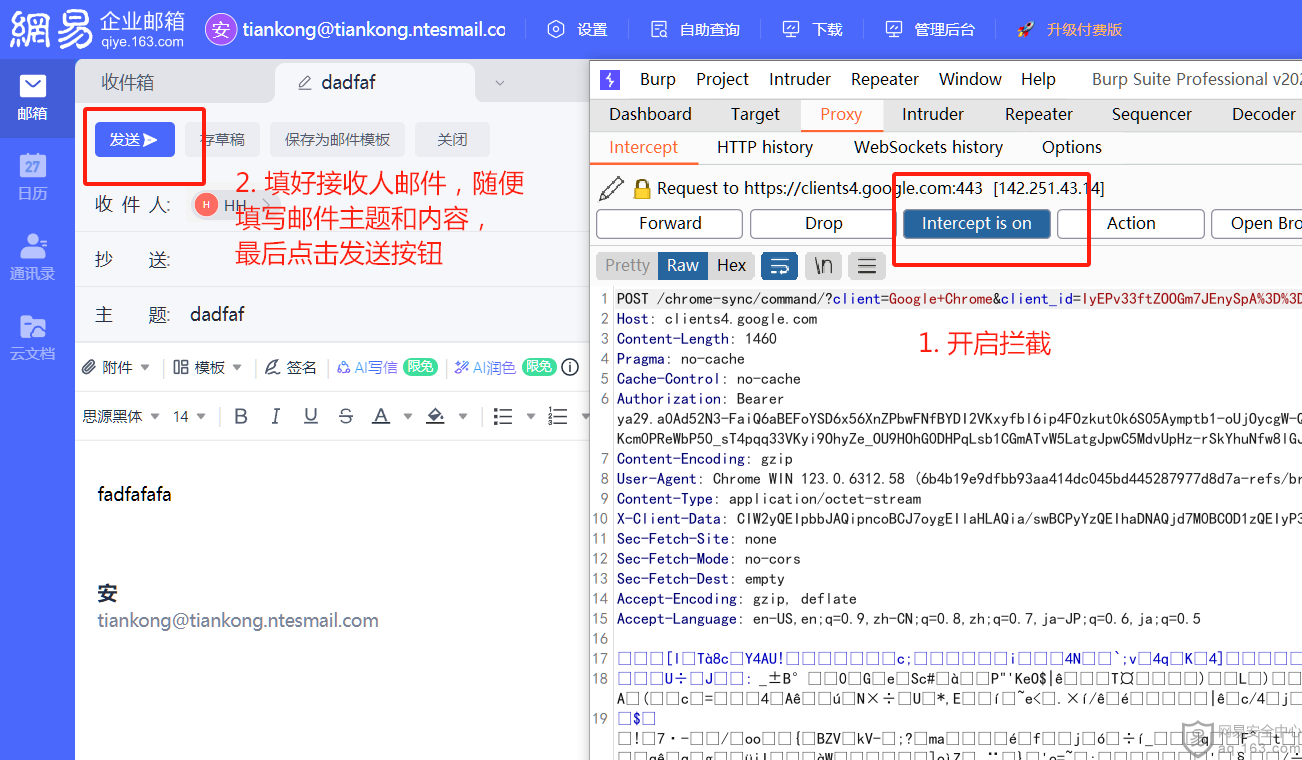 網易 企业邮箱
qiye.163.com
安 tiankong@tiankong.ntesmail.co
设置
自助查询
下载
管理后台
升级付费版
邮箱
27
日历
通讯录
云文档
收件箱
dadfaf
发送
存草稿
保存为邮件模板
关闭
收 件 人:
H HH
抄 送:
主 题: dadfaf
2. 填好接收人邮件，随便
填写邮件主题和内容，
最后点击发送按钮
附件
模板
签名
AI写信 限免
AI润色 限免
思源黑体
14
B I U S A
fadfafafa
安
tiankong@tiankong.ntesmail.com
Burp Project Intruder Repeater Window Help Burp Suite Professional v202
Dashboard Target Proxy Intruder Repeater Sequencer Decoder
Intercept HTTP history WebSockets history Options
Request to https://clients4.google.com:443 [142.251.43.14]
Forward Drop Intercept is on Action Open Bro
Pretty Raw Hex \n
1. 开启拦截
1 POST /chrome-sync/command/?client=Google+Chrome&client_id=
2 Host: clients4.google.com
3 Content-Length: 1460
4 Pragma: no-cache
5 Cache-Control: no-cache
6 Authorization: Bearer
7 Content-Encoding: gzip
8 User-Agent: Chrome WIN 123.0.6312.58 (6b4b19e9dfbb93aa414dc045bd445287977d8d7a-refs/br
9 Content-Type: application/octet-stream
10 X-Client-Data:
11 Sec-Fetch-Site: none
12 Sec-Fetch-Mode: no-cors
13 Sec-Fetch-Dest: empty
14 Accept-Encoding: gzip, deflate
15 Accept-Language: en-US,en;q=0.9,zh-CN;q=0.8,zh;q=0.7,ja-JP;q=0.6,ja;q=0.5
16
17
18
19
网易安全中心
aq.163.com